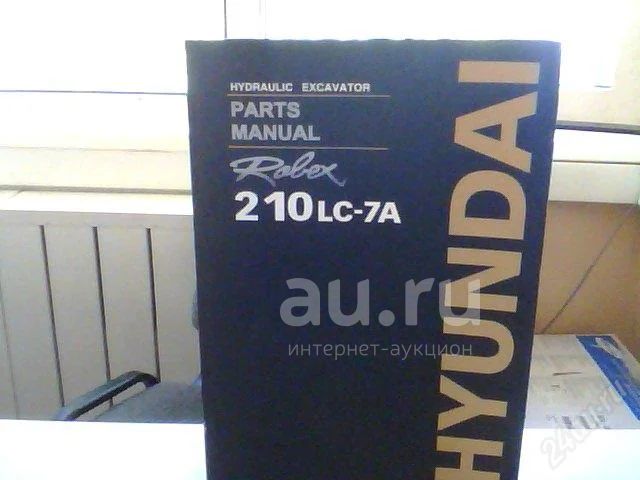 HYDRAULIC EXCAVATOR
PARTS
MANUAL
Robex
210LC-7A
HYUNDAI
au.ru
интернет-аукцион